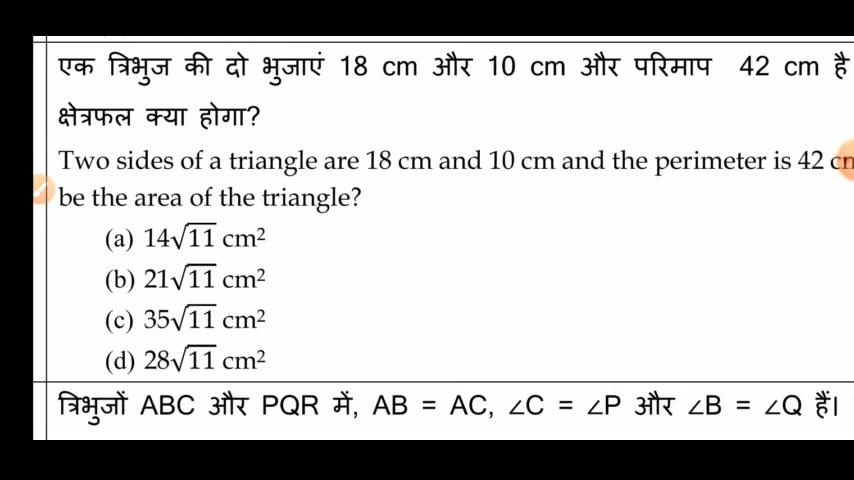 एक त्रिभुज की दो भुजाएं 18 cm और 10 cm और परिमाप 42 cm है
क्षेत्रफल क्या होगा?
Two sides of a triangle are 18 cm and 10 cm and the perimeter is 42 cm
be the area of the triangle?
(a) 14√11 cm²
(b) 21√11 cm²
(c) 35√11 cm²
(d) 28√11 cm²
त्रिभुजों ABC और PQR में, AB = AC, ∠C = ∠P और ∠B = ∠Q हैं।